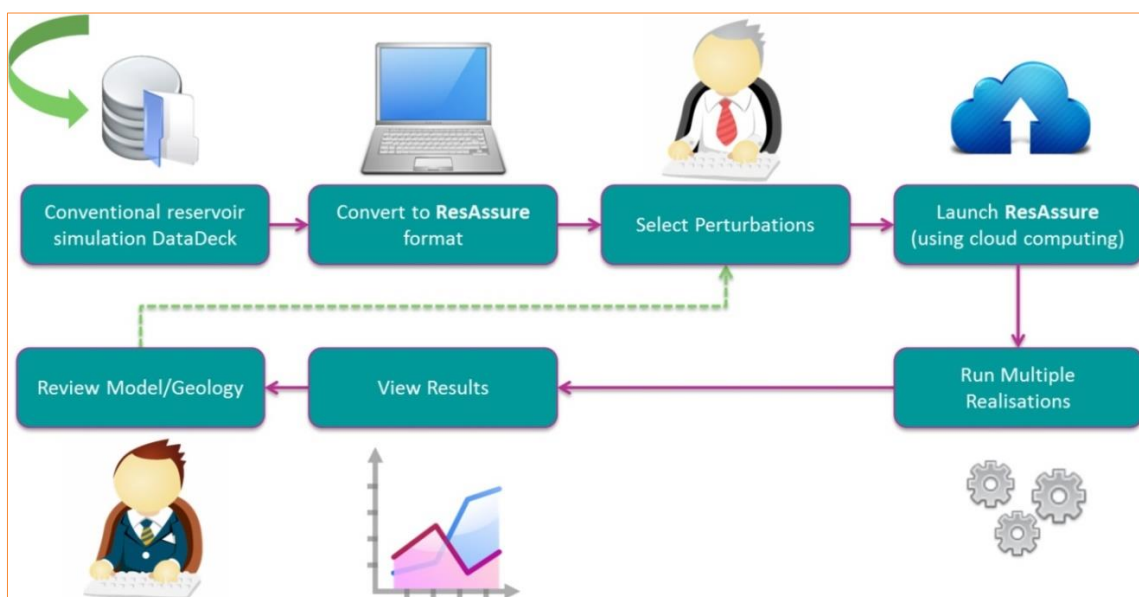 Conventional reservoir
simulation DataDeck
Convert to ResAssure
format
Select Perturbations
Launch ResAssure
(using cloud computing)
Review Model/Geology
View Results
Run Multiple
Realisations